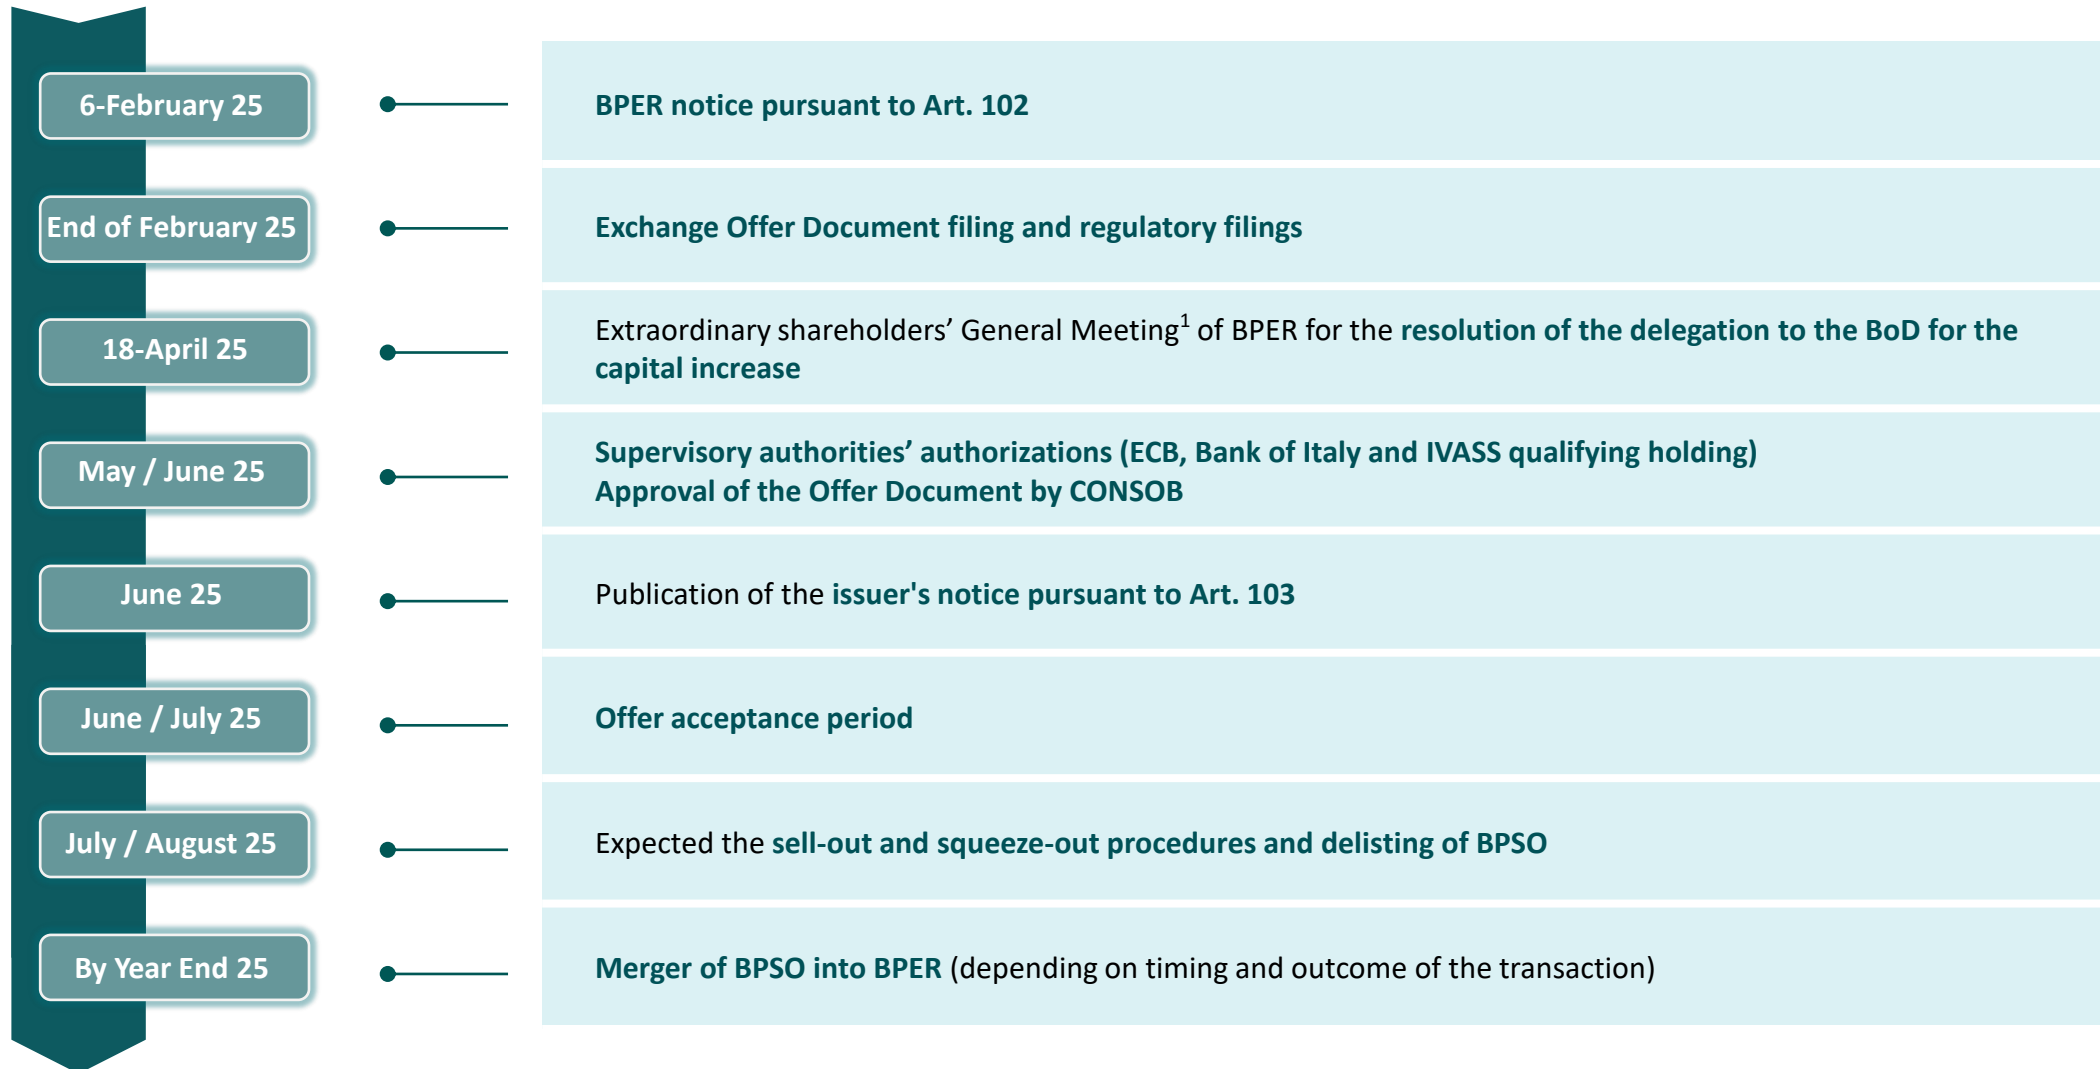 6-February 25
BPER notice pursuant to Art. 102
End of February 25
Exchange Offer Document filing and regulatory filings
18-April 25
Extraordinary shareholders’ General Meeting1 of BPER for the resolution of the delegation to the BoD for the
capital increase
May / June 25
Supervisory authorities’ authorizations (ECB, Bank of Italy and IVASS qualifying holding)
Approval of the Offer Document by CONSOB
June 25
Publication of the issuer's notice pursuant to Art. 103
June / July 25
Offer acceptance period
July / August 25
Expected the sell-out and squeeze-out procedures and delisting of BPSO
By Year End 25
Merger of BPSO into BPER (depending on timing and outcome of the transaction)